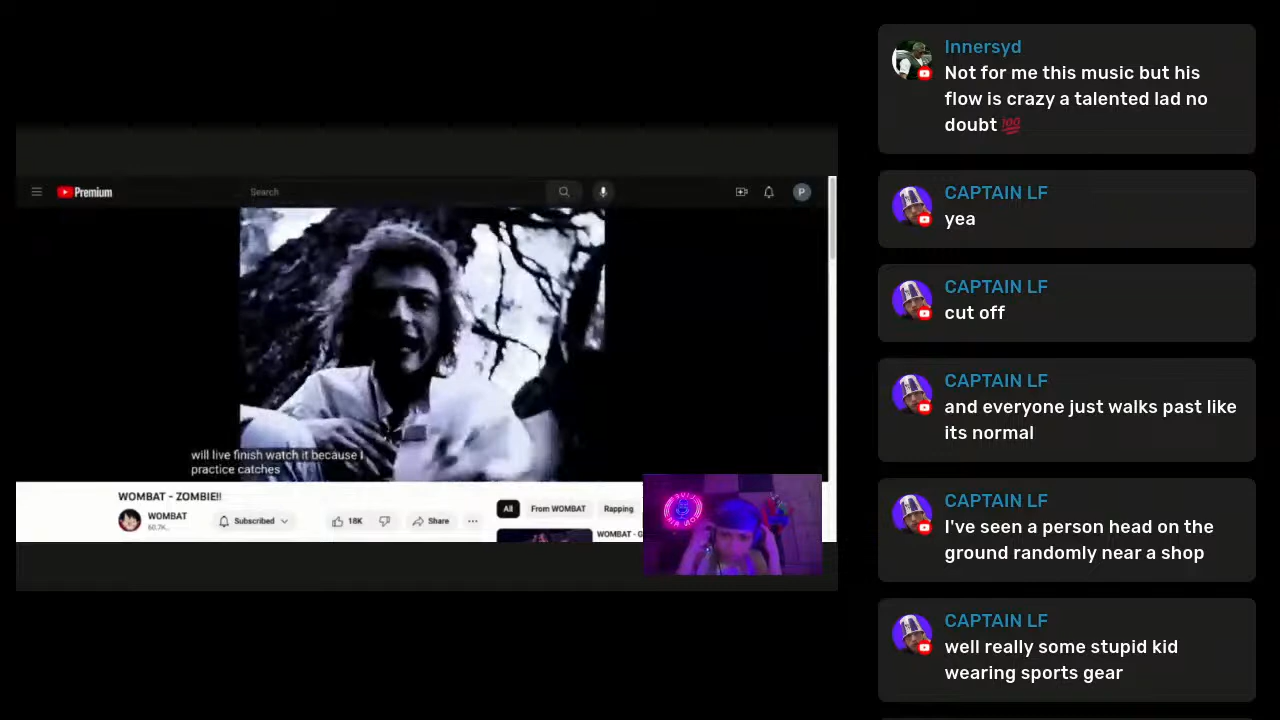 Premium
Search
P
will live finish watch it because I
practice catches
WOMBAT - ZOMBIE!!
WOMBAT
60.7K
Subscribed
18K
Share
All
From WOMBAT
Rapping
WOMBAT - G
Innersyd
Not for me this music but his
flow is crazy a talented lad no
doubt 💯
CAPTAIN LF
yea
CAPTAIN LF
cut off
CAPTAIN LF
and everyone just walks past like
its normal
CAPTAIN LF
I've seen a person head on the
ground randomly near a shop
CAPTAIN LF
well really some stupid kid
wearing sports gear